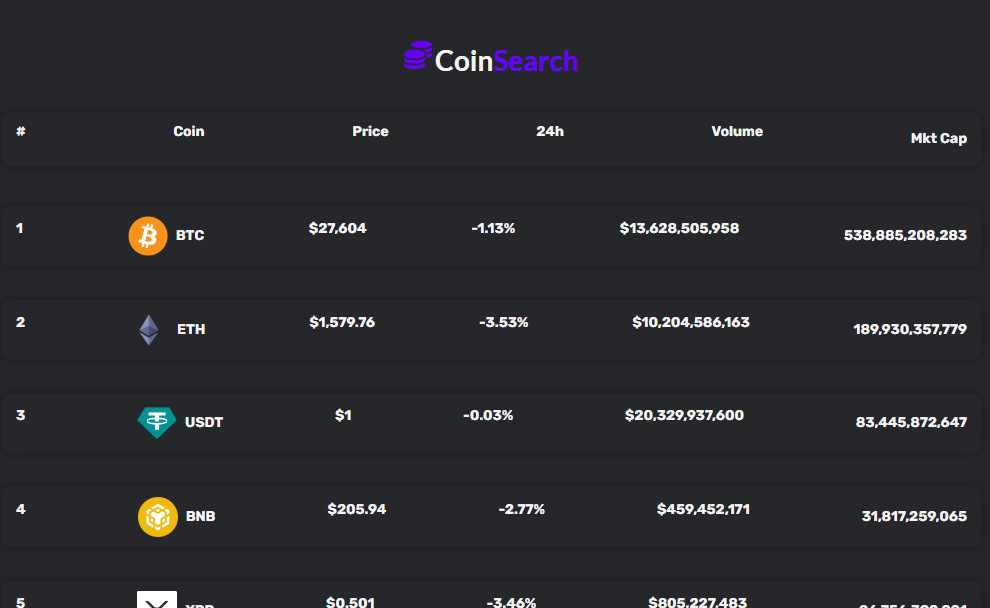 CoinSearch
# Coin Price 24h Volume Mkt Cap
1 BTC $27,604 -1.13% $13,628,505,958 538,885,208,283
2 ETH $1,579.76 -3.53% $10,204,586,163 189,930,357,779
3 USDT $1 -0.03% $20,329,937,600 83,445,872,647
4 BNB $205.94 -2.77% $459,452,171 31,817,259,065
5 $0.501 -3.46% $805,227,483